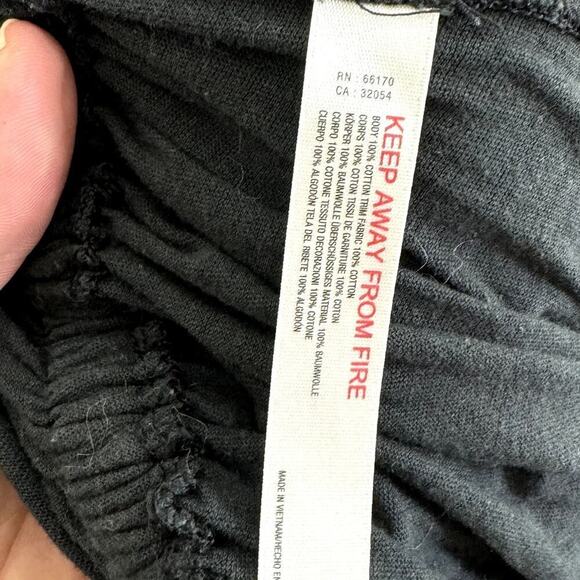 RN : 66170
CA : 32054
KEEP AWAY FROM FIRE
BODY 100% COTTON TRIM FABRIC 100% COTTON
CORPS 100% COTON TISSU DE GARNITURE 100% COTON
KÖRPER 100% BAUMWOLLE ÜBERSCHÜSSIGES MATERIAL 100% BAUMWOLLE
CORPO 100% COTONE TESSUTO DECORAZIONI 100% COTONE
CUERPO 100% ALGODÓN TELA DEL RIBETE 100% ALGODÓN
MADE IN VIETNAM/HECHO EN